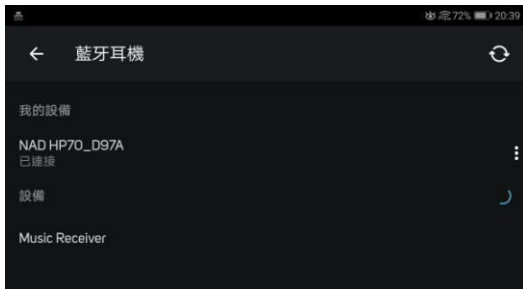 72% 20:39
藍牙耳機
我的設備
NAD HP70_D97A
已連接
設備
Music Receiver